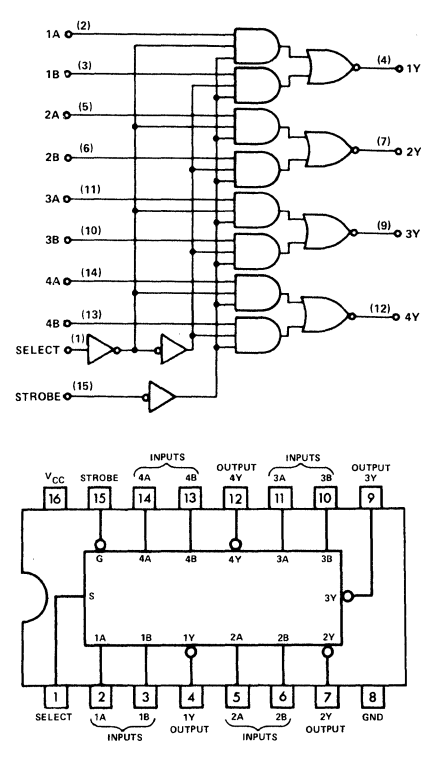 1A (2)
(4) 1Y
1B (3)
2A (5)
(7) 2Y
2B (6)
3A (11)
(9) 3Y
3B (10)
4A (14)
(12) 4Y
4B (13)
SELECT (1)
STROBE (15)
INPUTS OUTPUT INPUTS OUTPUT
VCC STROBE 4A 4B 4Y 3A 3B 3Y
16 15 14 13 12 11 10 9
G 4A 4B 4Y 3A 3B
S 3Y
1A 1B 1Y 2A 2B 2Y
1 2 3 4 5 6 7 8
SELECT 1A 1B 1Y 2A 2B 2Y GND
INPUTS OUTPUT INPUTS OUTPUT